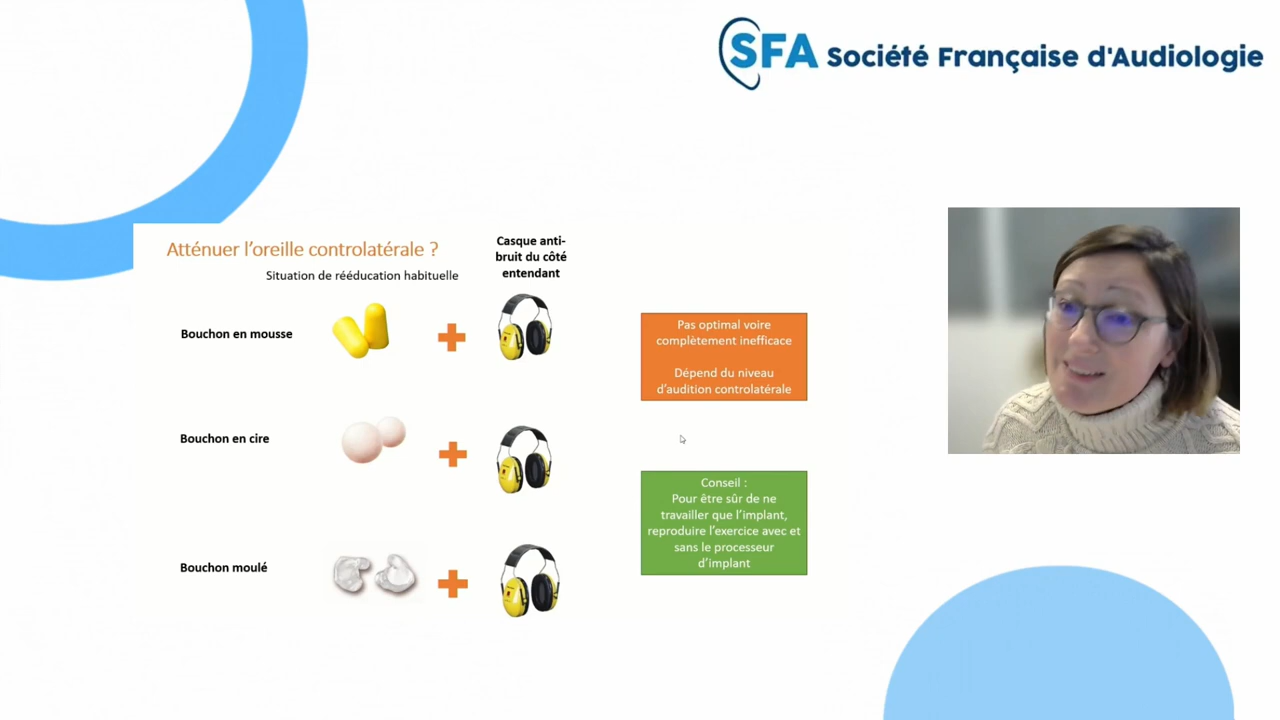 SFA Société Française d'Audiologie
Atténuer l'oreille controlatérale ?
Situation de rééducation habituelle
Casque anti-
bruit du côté
entendant
Bouchon en mousse
Pas optimal voire
complètement inefficace
Dépend du niveau
d'audition controlatérale
Bouchon en cire
Conseil :
Pour être sûr de ne
travailler que l'implant,
reproduire l'exercice avec et
sans le processeur
d'implant
Bouchon moulé